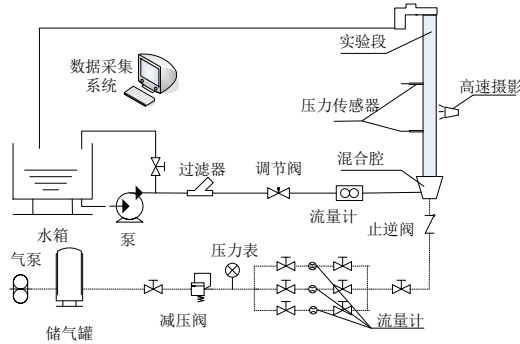 实验段
数据采集
系统
高速摄影
压力传感器
混合腔
过滤器
调节阀
流量计
止逆阀
水箱
泵
压力表
气泵
储气罐
减压阀
流量计